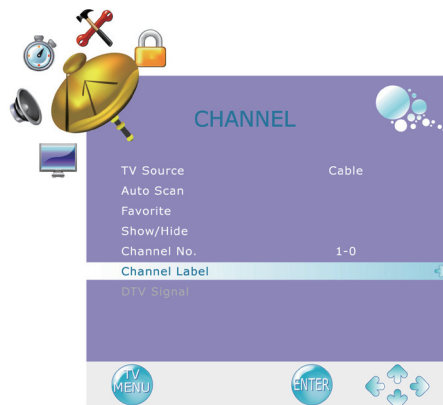 CHANNEL
TV Source Cable
Auto Scan
Favorite
Show/Hide
Channel No. 1-0
Channel Label
DTV Signal
TV
MENU
ENTER